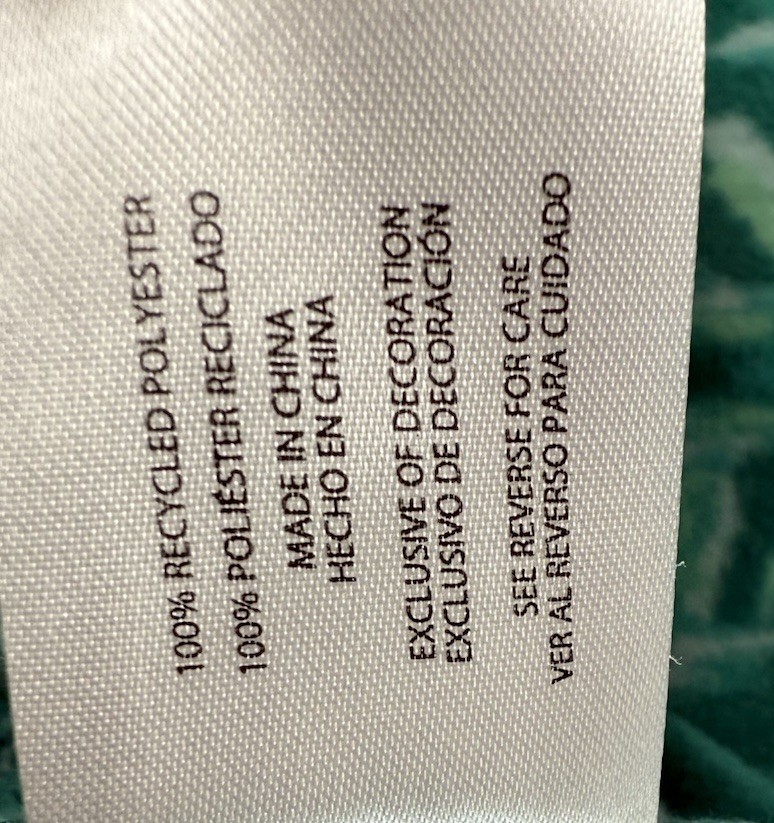 100% RECYCLED POLYESTER
100% POLIÉSTER RECICLADO
MADE IN CHINA
HECHO EN CHINA
EXCLUSIVE OF DECORATION
EXCLUSIVO DE DECORACIÓN
SEE REVERSE FOR CARE
VER AL REVERSO PARA CUIDADO